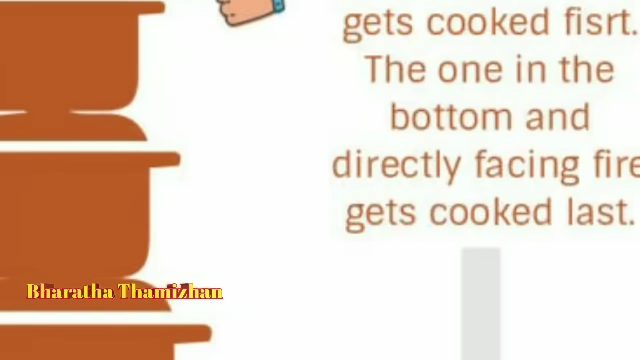 gets cooked fisrt.
The one in the
bottom and
directly facing fire
gets cooked last.
Bharatha Thamizhan